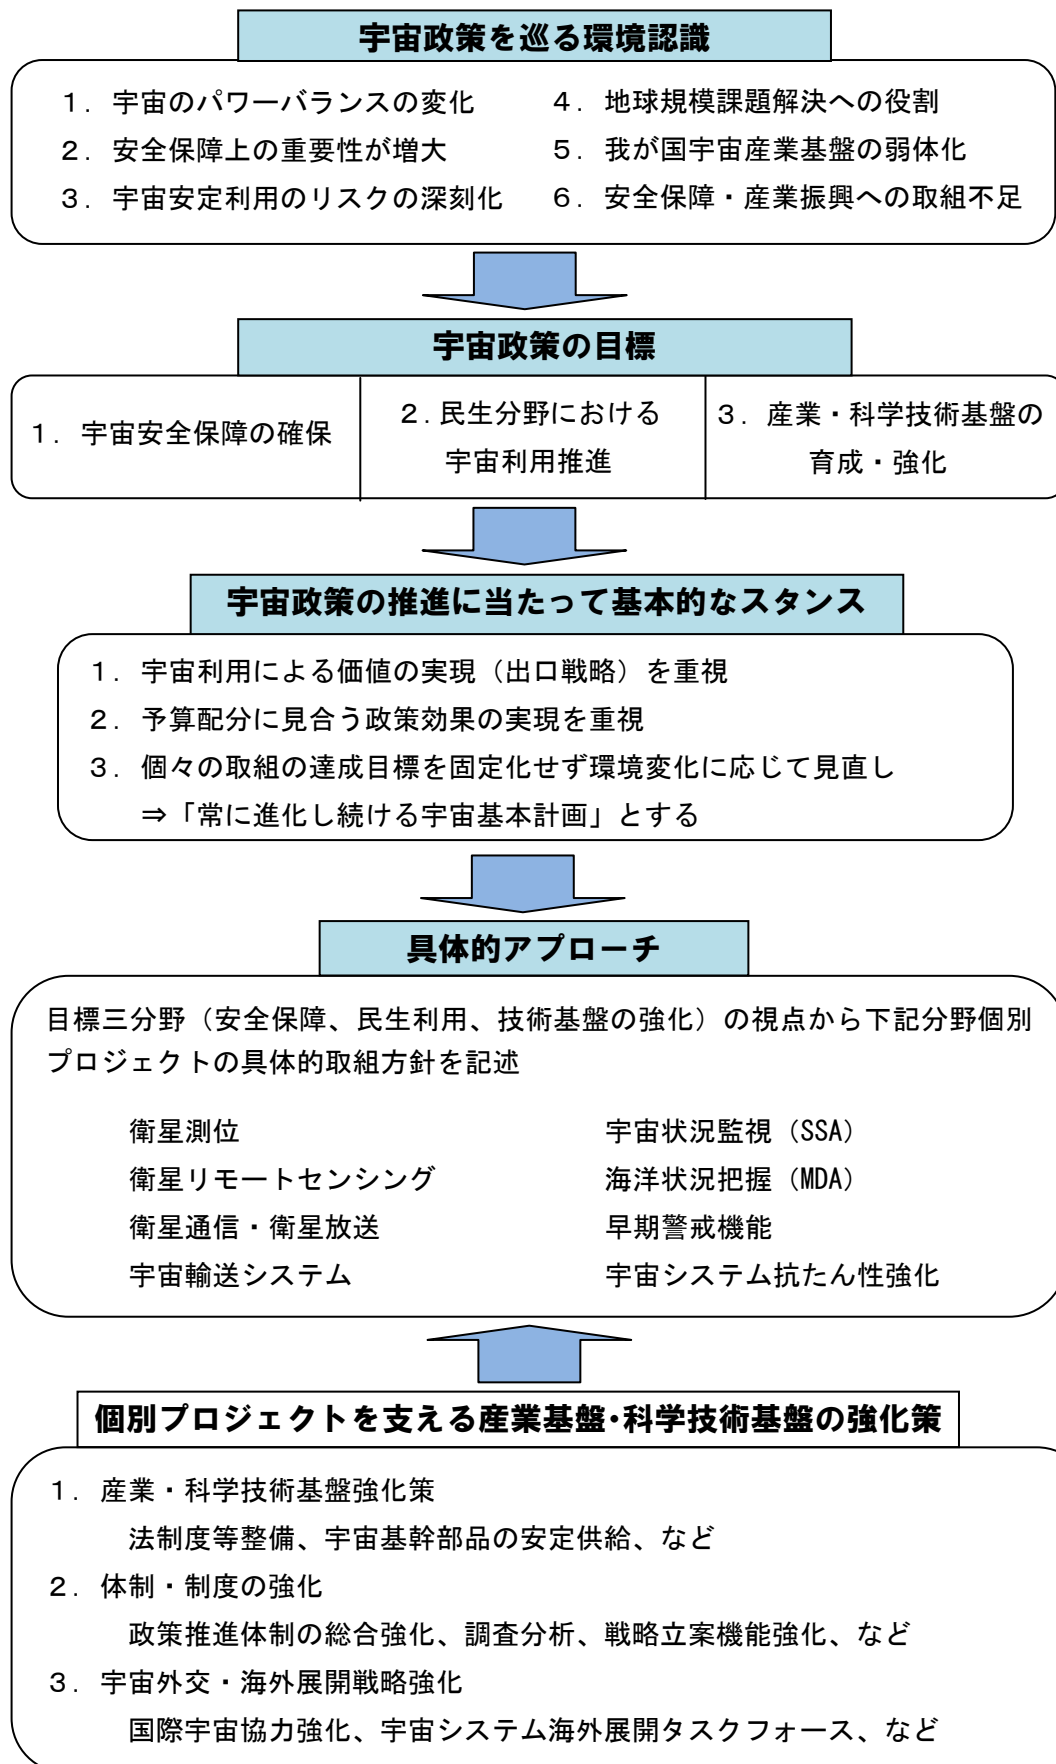 宇宙政策を巡る環境認識
１．宇宙のパワーバランスの変化
２．安全保障上の重要性が増大
３．宇宙安定利用のリスクの深刻化
４．地球規模課題解決への役割
５．我が国宇宙産業基盤の弱体化
６．安全保障・産業振興への取組不足
宇宙政策の目標
１．宇宙安全保障の確保
２.民生分野における
宇宙利用推進
３．産業・科学技術基盤の
育成・強化
宇宙政策の推進に当たって基本的なスタンス
１．宇宙利用による価値の実現（出口戦略）を重視
２．予算配分に見合う政策効果の実現を重視
３．個々の取組の達成目標を固定化せず環境変化に応じて見直し
⇒「常に進化し続ける宇宙基本計画」とする
具体的アプローチ
目標三分野（安全保障、民生利用、技術基盤の強化）の視点から下記分野個別
プロジェクトの具体的取組方針を記述
衛星測位
衛星リモートセンシング
衛星通信・衛星放送
宇宙輸送システム
宇宙状況監視（SSA）
海洋状況把握（MDA）
早期警戒機能
宇宙システム抗たん性強化
個別プロジェクトを支える産業基盤・科学技術基盤の強化策
１．産業・科学技術基盤強化策
法制度等整備、宇宙基幹部品の安定供給、など
２．体制・制度の強化
政策推進体制の総合強化、調査分析、戦略立案機能強化、など
３．宇宙外交・海外展開戦略強化
国際宇宙協力強化、宇宙システム海外展開タスクフォース、など